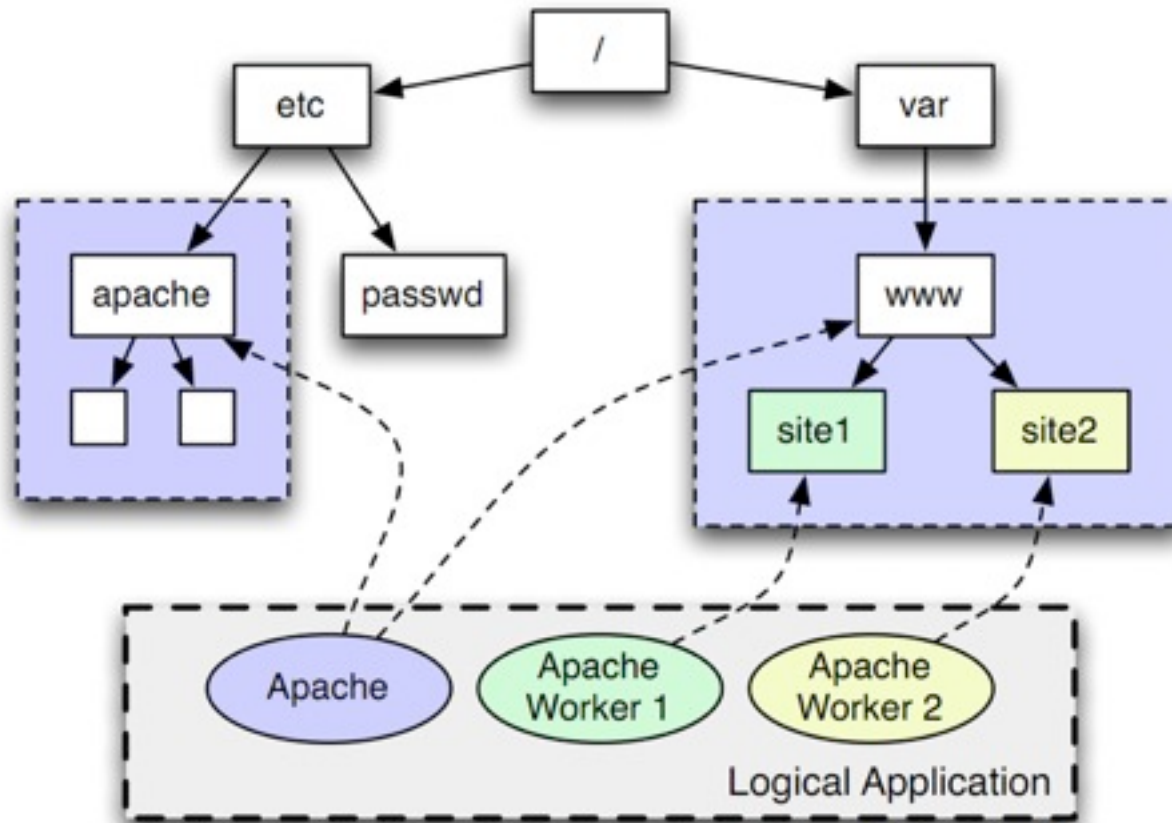 /
etc
var
apache
passwd
www
site1
site2
Apache
Apache
Worker 1
Apache
Worker 2
Logical Application